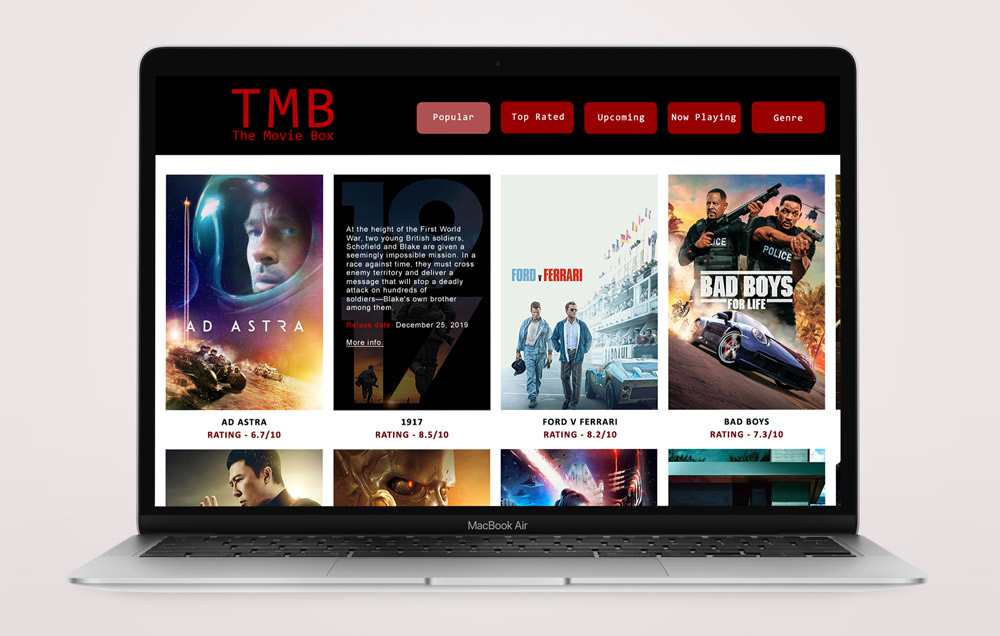 TMB
The Movie Box
Popular
Top Rated
Upcoming
Now Playing
Genre
AD ASTRA
At the height of the First World
War, two young British soldiers,
Schofield and Blake are given a
seemingly impossible mission. In a
race against time, they must cross
enemy territory and deliver a
message that will stop a deadly
attack on hundreds of
soldiers—Blake's own brother
among them.
Relase date: December 25, 2019
More info.
1917
FORD v FERRARI
POLICE
POLICE
BAD BOYS
FOR LIFE
AD ASTRA
RATING - 6.7/10
1917
RATING - 8.5/10
FORD V FERRARI
RATING - 8.2/10
BAD BOYS
RATING - 7.3/10
MacBook Air